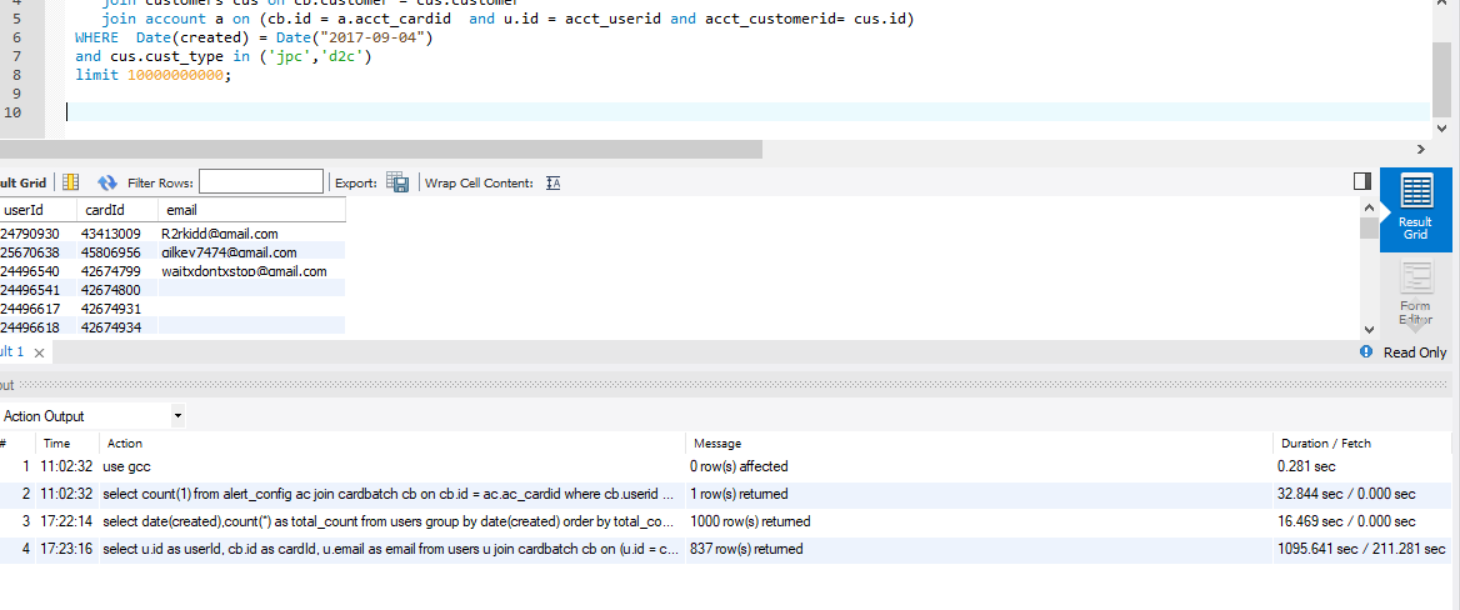 4 join customers cus on cb.customer = cus.customer
5 join account a on (cb.id = a.acct_cardid and u.id = acct_userid and acct_customerid= cus.id)
6 WHERE Date(created) = Date("2017-09-04")
7 and cus.cust_type in ('jpc','d2c')
8 limit 10000000000;
9
10
ult Grid Filter Rows: Export: Wrap Cell Content: IA
userId cardId email
24790930 43413009 R2rkidd@gmail.com
25670638 45806956 gilkey7474@gmail.com
24496540 42674799 waitxdontxstop@gmail.com
24496541 42674800
24496617 42674931
24496618 42674934
Result
Grid
Form
Editor
ult 1 ×
Read Only
out
Action Output
# Time Action Message Duration / Fetch
1 11:02:32 use gcc 0 row(s) affected 0.281 sec
2 11:02:32 select count(1) from alert_config ac join cardbatch cb on cb.id = ac.ac_cardid where cb.userid ... 1 row(s) returned 32.844 sec / 0.000 sec
3 17:22:14 select date(created),count(*) as total_count from users group by date(created) order by total_co... 1000 row(s) returned 16.469 sec / 0.000 sec
4 17:23:16 select u.id as userId, cb.id as cardId, u.email as email from users u join cardbatch cb on (u.id = c... 837 row(s) returned 1095.641 sec / 211.281 sec